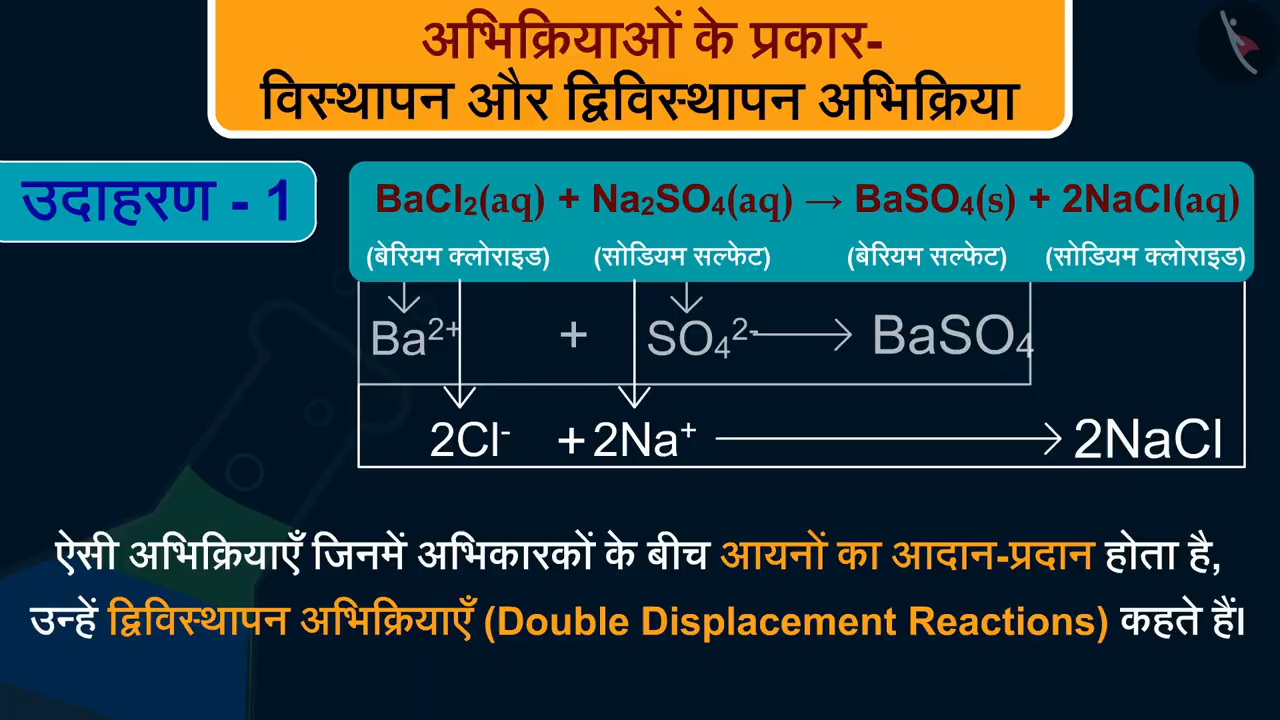 अभिक्रियाओं के प्रकार-
विस्थापन और द्विविस्थापन अभिक्रिया
उदाहरण - 1
BaCl₂(aq) + Na₂SO₄(aq) → BaSO₄(s) + 2NaCl(aq)
(बेरियम क्लोराइड) (सोडियम सल्फेट) (बेरियम सल्फेट) (सोडियम क्लोराइड)
Ba²⁺ + SO₄²⁻ → BaSO₄
2Cl⁻ + 2Na⁺ → 2NaCl
ऐसी अभिक्रियाएँ जिनमें अभिकारकों के बीच आयनों का आदान-प्रदान होता है,
उन्हें द्विविस्थापन अभिक्रियाएँ (Double Displacement Reactions) कहते हैं।